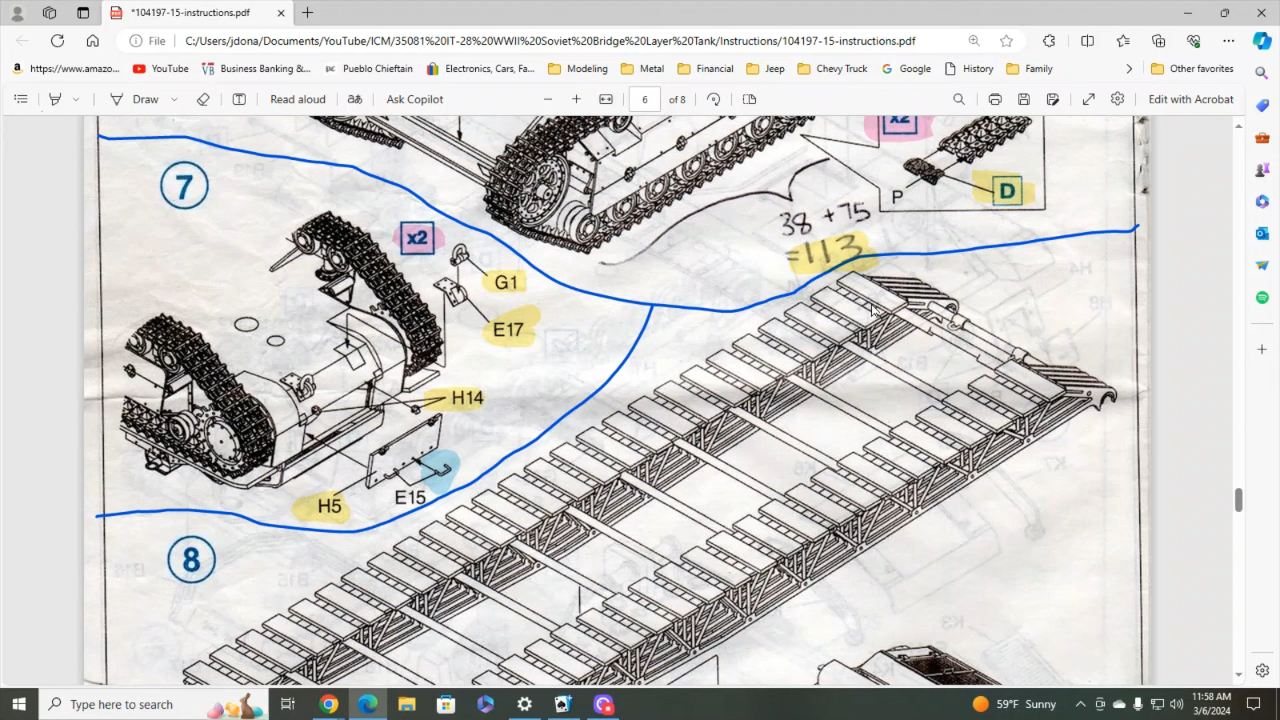 *104197-15-instructions.pdf
File
C:/Users/jdona/Documents/YouTube/ICM/35081%20IT-28%20WWII%20Soviet%20Bridge%20Layer%20Tank/Instructions/104197-15-instructions.pdf
https://www.amazo...
YouTube
Business Banking &...
Pueblo Chieftain
Electronics, Cars, Fa...
Modeling
Metal
Financial
Jeep
Chevy Truck
Google
History
Family
Other favorites
Draw
Read aloud
Ask Copilot
6
of 8
Edit with Acrobat
x2
7
P
D
38 + 75
= 113
x2
G1
E17
H14
E15
H5
8
Type here to search
59°F Sunny
11:58 AM
3/6/2024